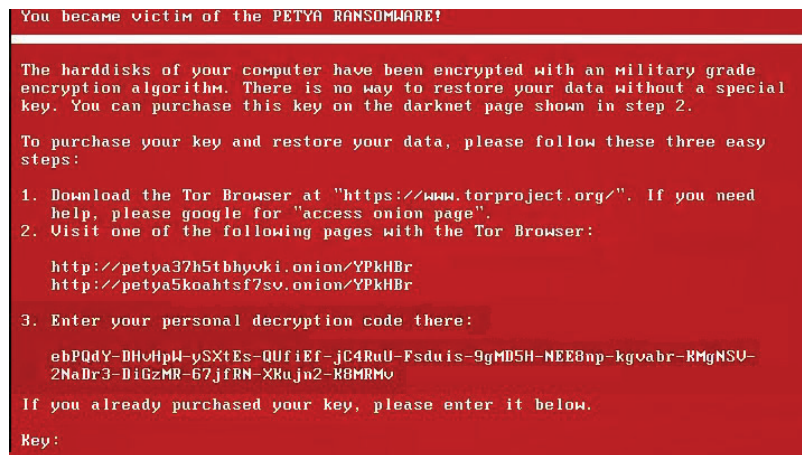 You became victim of the PETYA RANSOMWARE!
The harddisks of your computer have been encrypted with an military grade
encryption algorithm. There is no way to restore your data without a special
key. You can purchase this key on the darknet page shown in step 2.
To purchase your key and restore your data, please follow these three easy
steps:
1. Download the Tor Browser at "https://www.torproject.org/". If you need
help, please google for "access onion page".
2. Visit one of the following pages with the Tor Browser:
http://petya37h5tbhyvki.onion/YPkHBr
http://petya5koahtsf7sv.onion/YPkHBr
3. Enter your personal decryption code there:
ebPQdY-DHvHpW-ySXtEs-QUfiEf-jC4RuU-Fsduis-9gMD5H-NEE8np-kgvabr-KMgNSV-
2NaDr3-DiGzMR-67jfRN-XKujn2-K8MRMv
If you already purchased your key, please enter it below.
Key: